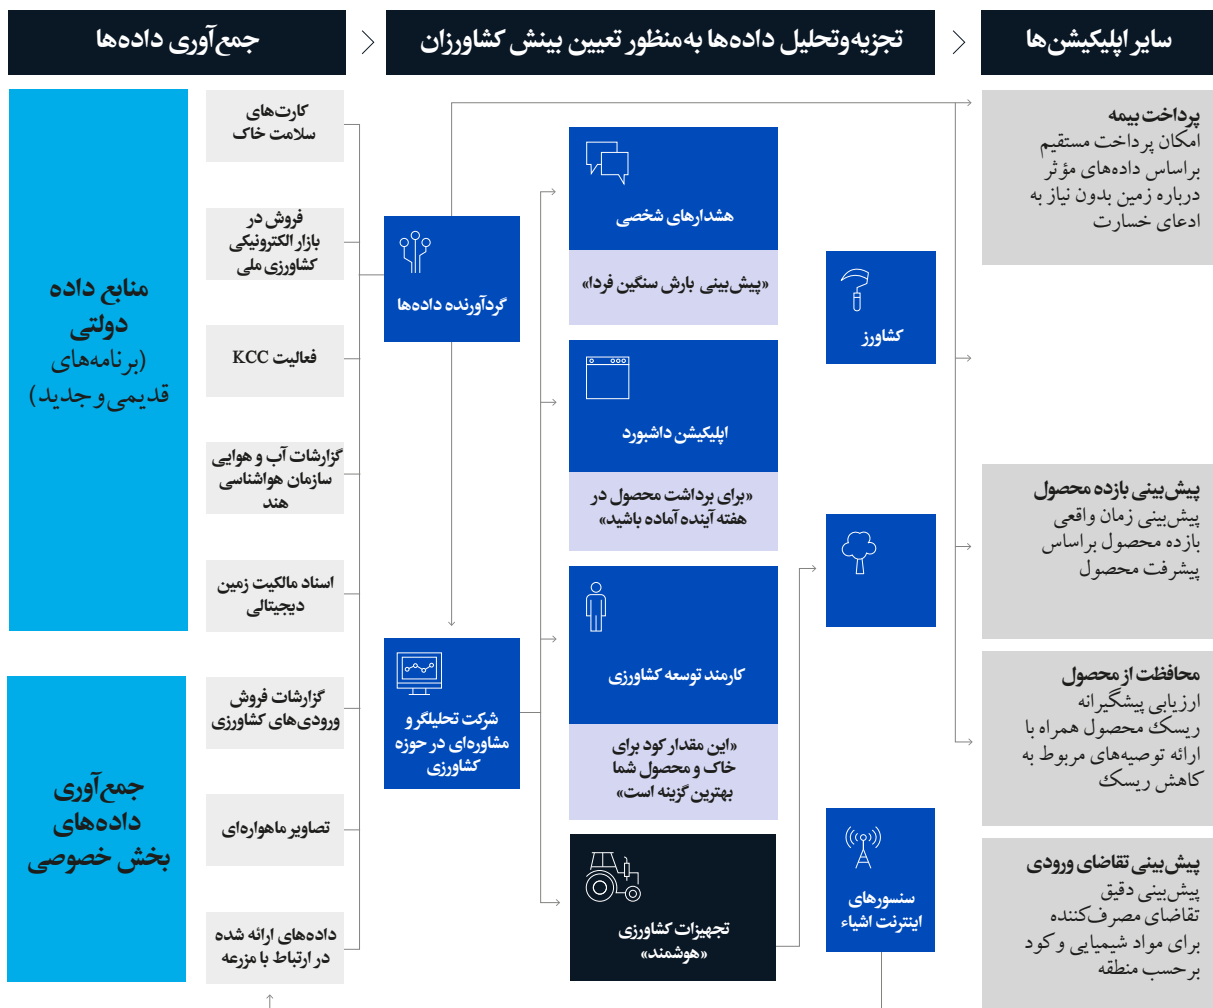 جمع‌آوری داده‌ها
تجزیه‌وتحلیل داده‌ها به‌منظور تعیین بینش کشاورزان
سایر اپلیکیشن‌ها
منابع داده
دولتی
(برنامه‌های
قدیمی و جدید)
جمع‌آوری
داده‌های
بخش خصوصی
کارت‌های
سلامت خاک
فروش در
بازار الکترونیکی
کشاورزی ملی
فعالیت KCC
گزارشات آب و هوایی
سازمان هواشناسی
هند
اسناد مالکیت زمین
دیجیتالی
گزارشات فروش
ورودی‌های کشاورزی
تصاویر ماهواره‌ای
داده‌های ارائه شده
در ارتباط با مزرعه
گردآورنده داده‌ها
شرکت تحلیلگر و
مشاوره‌ای در حوزه
کشاورزی
هشدارهای شخصی
«پیش‌بینی بارش سنگین فردا»
اپلیکیشن داشبورد
«برای برداشت محصول در
هفته آینده آماده باشید»
کارمند توسعه کشاورزی
«این مقدار کود برای
خاک و محصول شما
بهترین گزینه است»
تجهیزات کشاورزی
«هوشمند»
کشاورز
سنسورهای
اینترنت اشیاء
پرداخت بیمه
امکان پرداخت مستقیم
براساس داده‌های مؤثر
درباره زمین بدون نیاز به
ادعای خسارت
پیش‌بینی بازده محصول
پیش‌بینی زمان واقعی
بازده محصول براساس
پیشرفت محصول
محافظت از محصول
ارزیابی پیشگیرانه
ریسک محصول همراه با
ارائه توصیه‌های مربوط به
کاهش ریسک
پیش‌بینی تقاضای ورودی
پیش‌بینی دقیق
تقاضای مصرف‌کننده
برای مواد شیمیایی و کود
برحسب منطقه